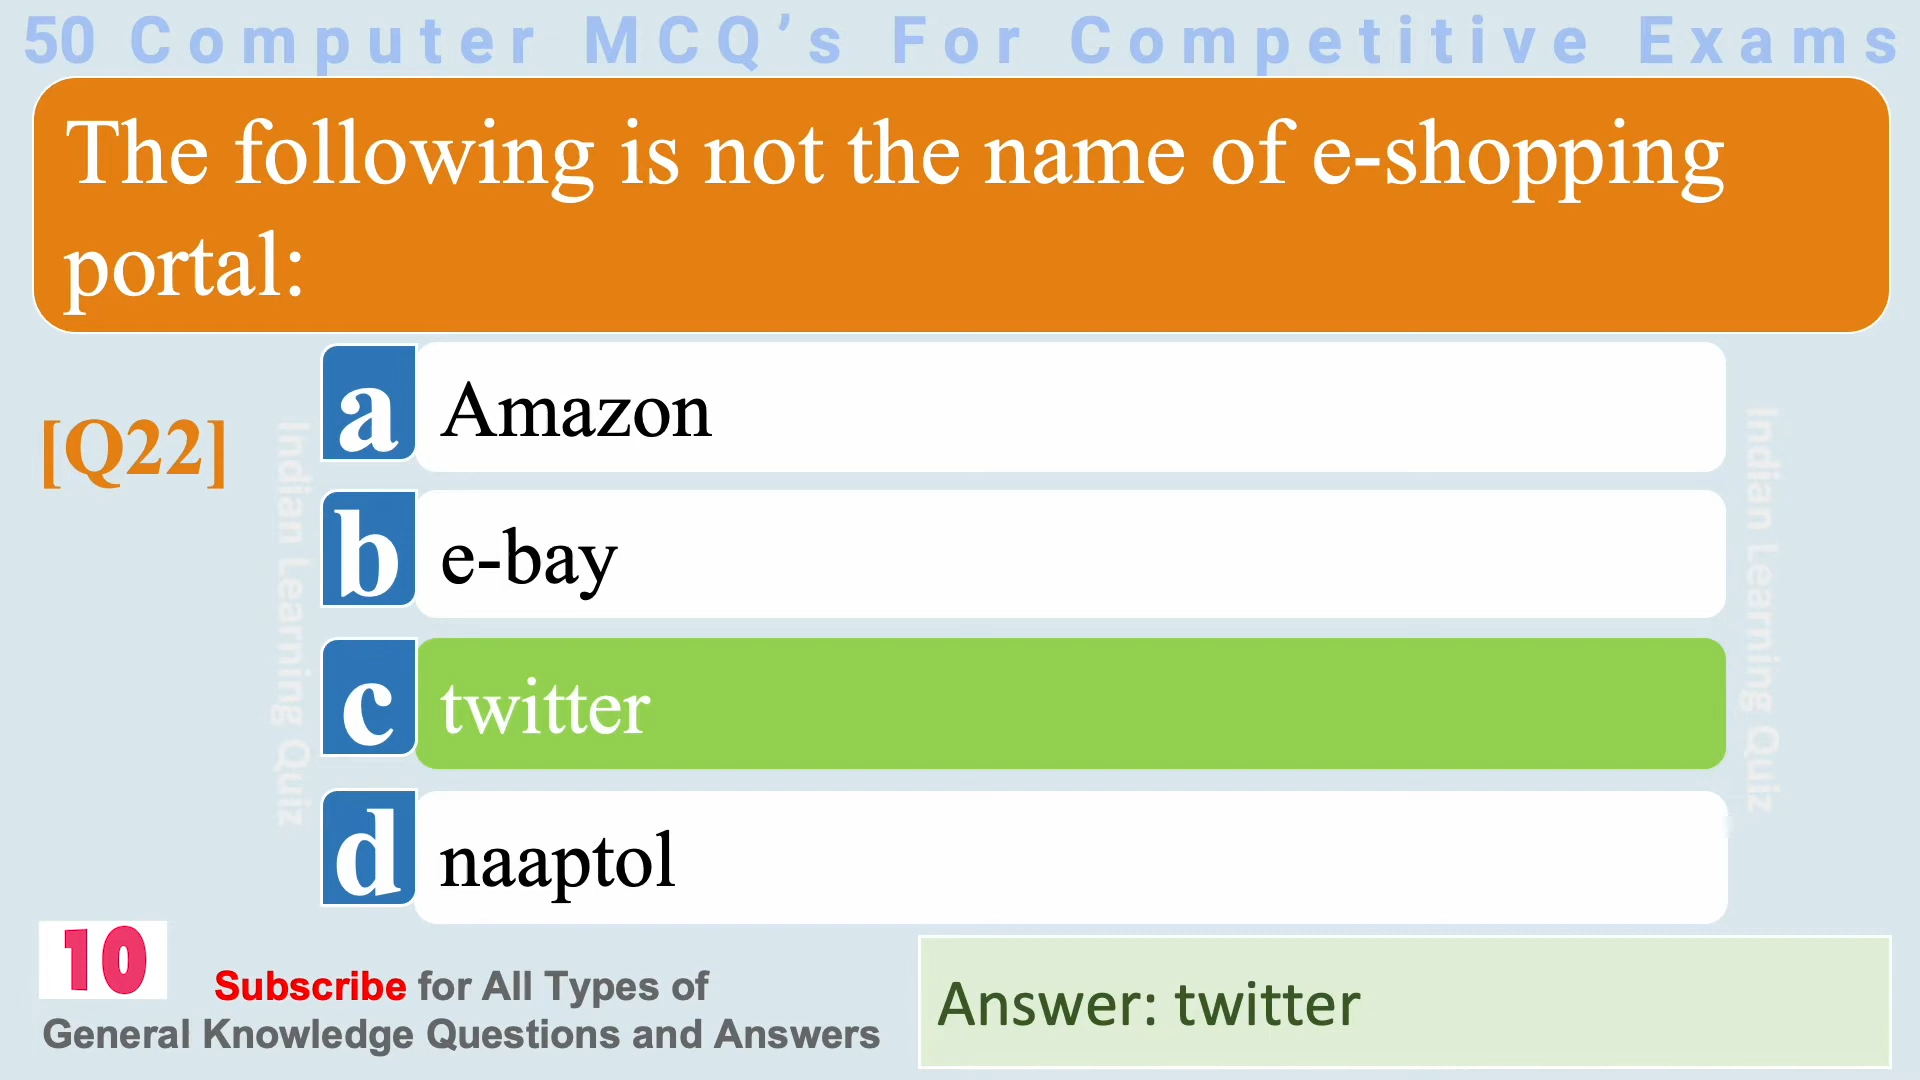 50 Computer MCQ’s For Competitive Exams
The following is not the name of e-shopping
portal:
[Q22]
a Amazon
b e-bay
c twitter
d naaptol
Indian Learning Quiz
Indian Learning Quiz
10
Subscribe for All Types of
General Knowledge Questions and Answers
Answer: twitter